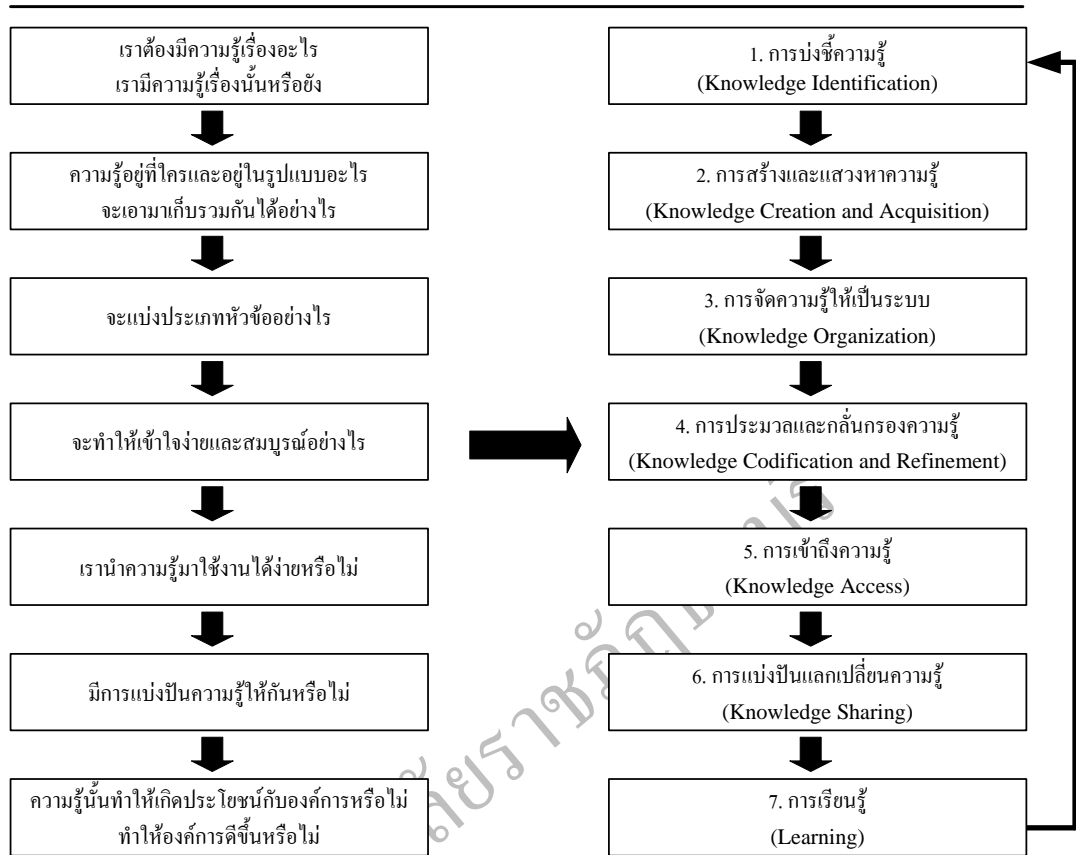 เราต้องมีความรู้เรื่องอะไร
เรามีความรู้เรื่องนั้นหรือยัง
ความรู้อยู่ที่ใครและอยู่ในรูปแบบอะไร
จะเอามาเก็บรวมกันได้อย่างไร
จะแบ่งประเภทหัวข้ออย่างไร
จะทำให้เข้าใจง่ายและสมบูรณ์อย่างไร
เรานำความรู้มาใช้งานได้ง่ายหรือไม่
มีการแบ่งปันความรู้ให้กันหรือไม่
ความรู้นั้นทำให้เกิดประโยชน์กับองค์การหรือไม่
ทำให้องค์การดีขึ้นหรือไม่
1. การบ่งชี้ความรู้
(Knowledge Identification)
2. การสร้างและแสวงหาความรู้
(Knowledge Creation and Acquisition)
3. การจัดความรู้ให้เป็นระบบ
(Knowledge Organization)
4. การประมวลและกลั่นกรองความรู้
(Knowledge Codification and Refinement)
5. การเข้าถึงความรู้
(Knowledge Access)
6. การแบ่งปันแลกเปลี่ยนความรู้
(Knowledge Sharing)
7. การเรียนรู้
(Learning)